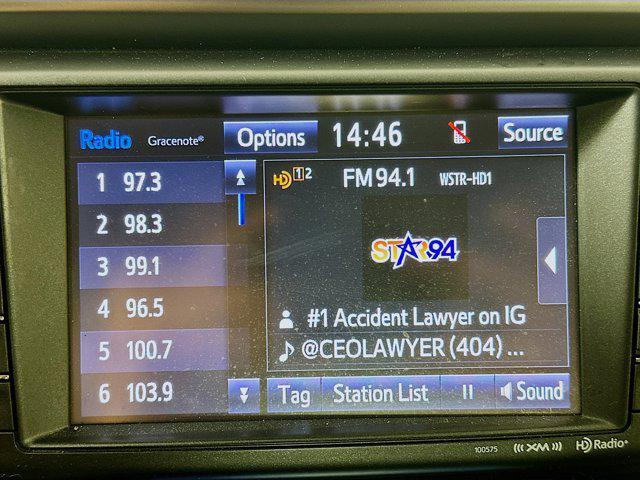 Radio Gracenote® Options 14:46 Source
HD 1 2 FM 94.1 WSTR-HD1
STAR94
#1 Accident Lawyer on IG
@CEOLAWYER (404) ...
1 97.3
2 98.3
3 99.1
4 96.5
5 100.7
6 103.9
Tag Station List II Sound
100575 ((XM)) HD Radio®